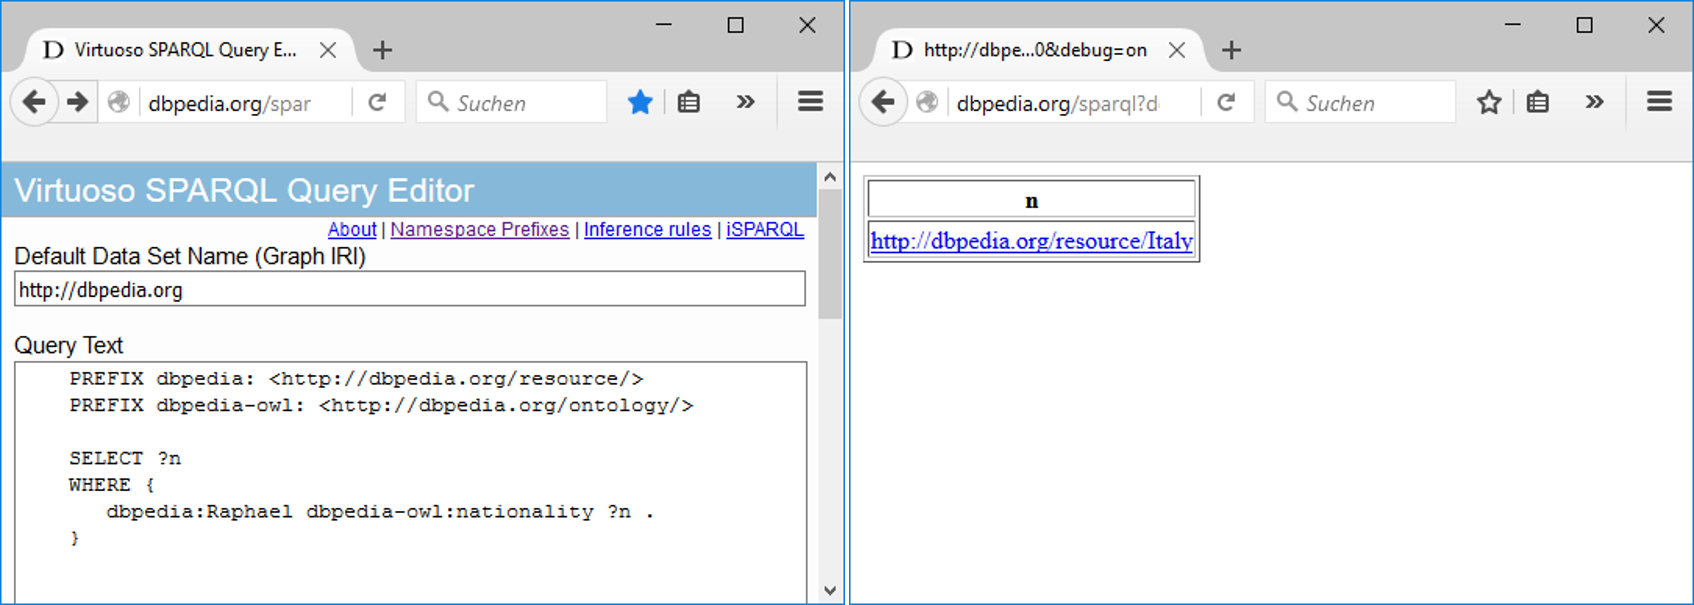 Virtuoso SPARQL Query E...
dbpedia.org/spar
Suchen
Virtuoso SPARQL Query Editor
About | Namespace Prefixes | Inference rules | iSPARQL
Default Data Set Name (Graph IRI)
http://dbpedia.org
Query Text
PREFIX dbpedia: <http://dbpedia.org/resource/>
PREFIX dbpedia-owl: <http://dbpedia.org/ontology/>
SELECT ?n
WHERE {
dbpedia:Raphael dbpedia-owl:nationality ?n .
}
http://dbpe...0&debug=on
dbpedia.org/sparql?d
Suchen
n
http://dbpedia.org/resource/Italy